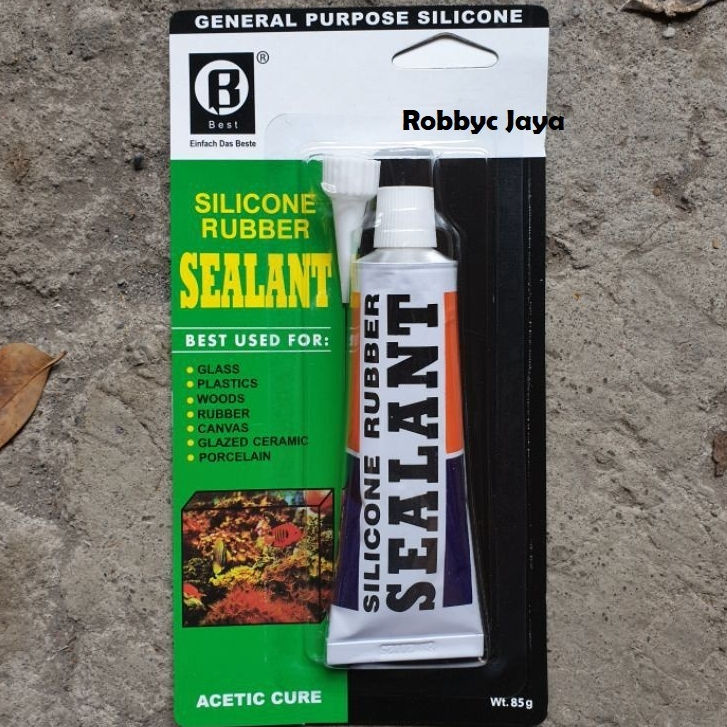 GENERAL PURPOSE SILICONE
B
®
Best
Einfach Das Beste
Robbyc Jaya
SILICONE
RUBBER
SEALANT
BEST USED FOR:
• GLASS
• PLASTICS
• WOODS
• RUBBER
• CANVAS
• GLAZED CERAMIC
• PORCELAIN
SILICONE RUBBER
SEALANT
ACETIC CURE
Wt. 85g